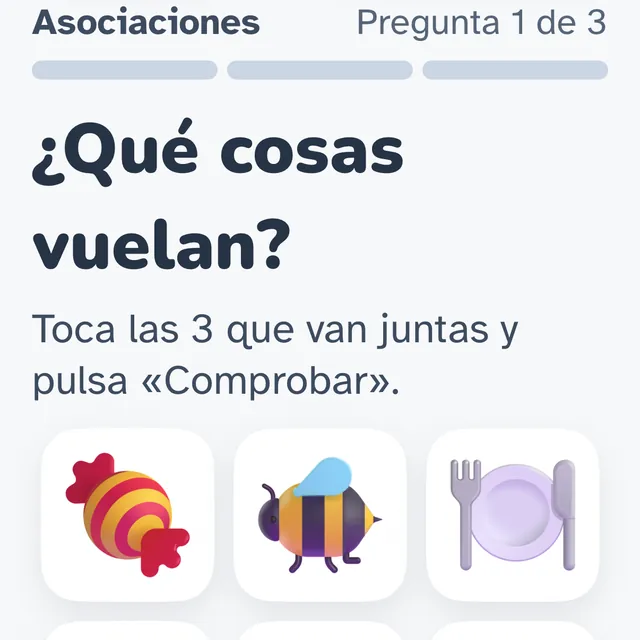 Asociaciones
Pregunta 1 de 3
¿Qué cosas
vuelan?
Toca las 3 que van juntas y
pulsa «Comprobar».